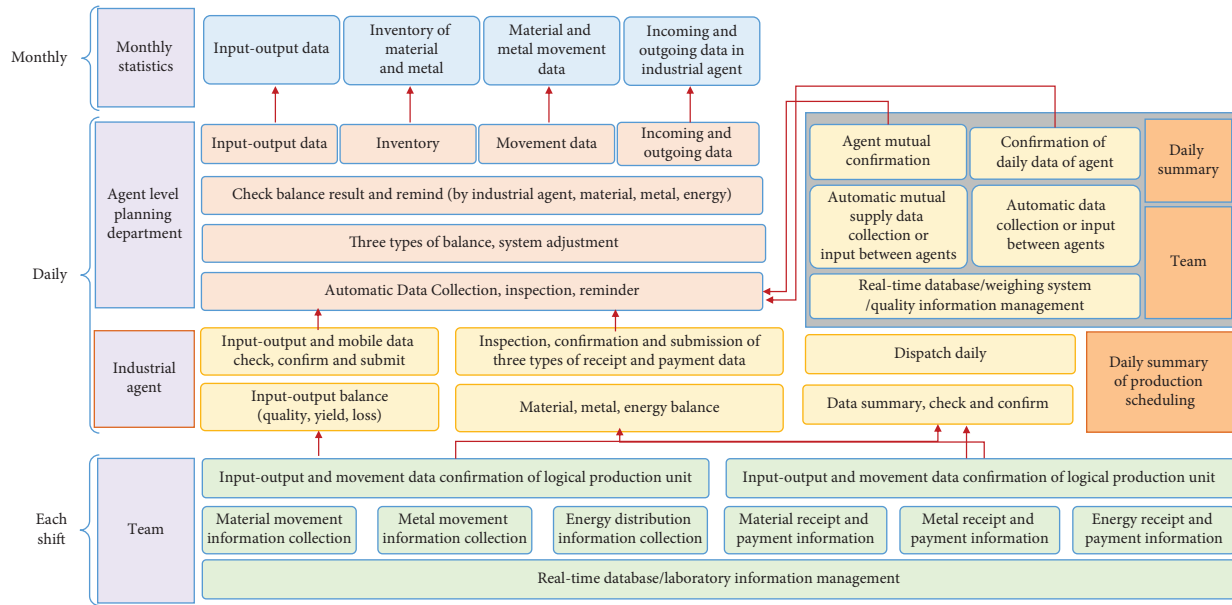 Monthly
Monthly
statistics
Input-output data
Inventory of
material
and metal
Material and
metal movement
data
Incoming and
outgoing data in
industrial agent
Daily
Agent level
planning
department
Input-output data
Inventory
Movement data
Incoming and
outgoing data
Check balance result and remind (by industrial agent, material, metal, energy)
Three types of balance, system adjustment
Automatic Data Collection, inspection, reminder
Agent mutual
confirmation
Confirmation of
daily data of agent
Daily
summary
Automatic mutual
supply data
collection or
input between agents
Automatic data
collection or input
between agents
Team
Real-time database/weighing system
/quality information management
Industrial
agent
Input-output and mobile data
check, confirm and submit
Inspection, confirmation and submission of
three types of receipt and payment data
Dispatch daily
Daily summary
of production
scheduling
Input-output balance
(quality, yield, loss)
Material, metal, energy balance
Data summary, check and confirm
Each
shift
Team
Input-output and movement data confirmation of logical production unit
Input-output and movement data confirmation of logical production unit
Material movement
information collection
Metal movement
information collection
Energy distribution
information collection
Material receipt and
payment information
Metal receipt and
payment information
Energy receipt and
payment information
Real-time database/laboratory information management